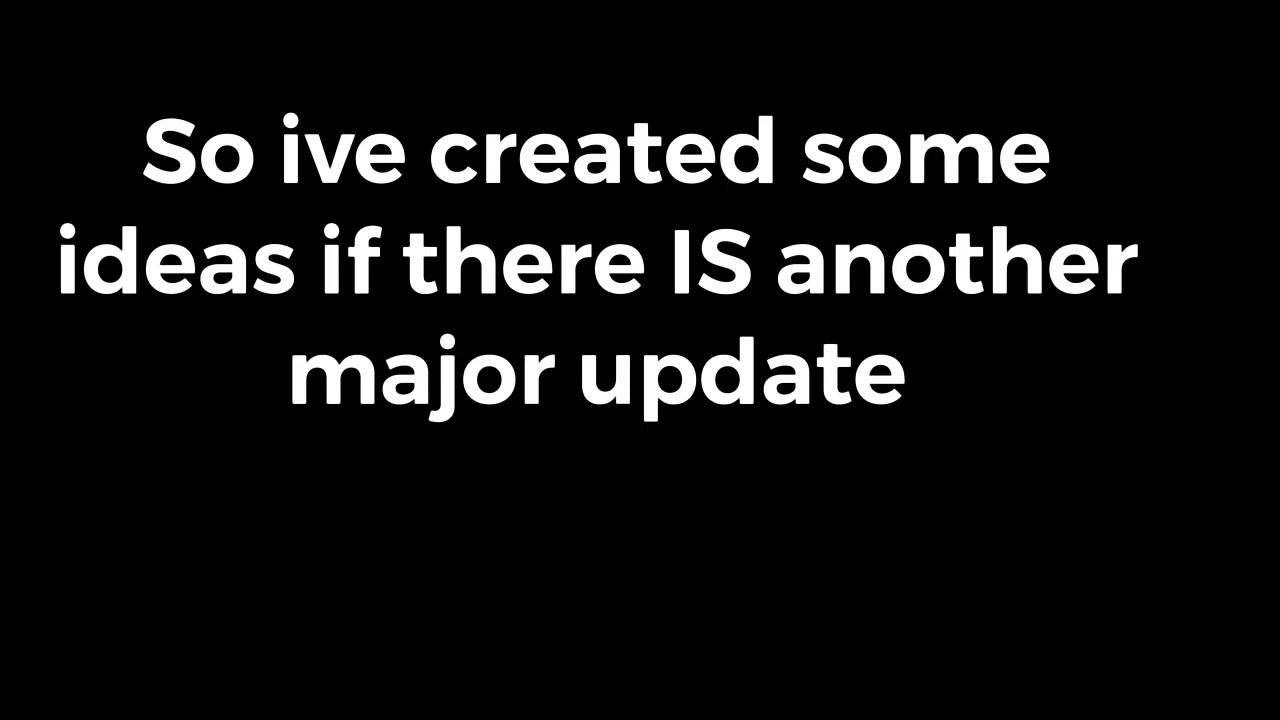 So ive created some
ideas if there IS another
major update